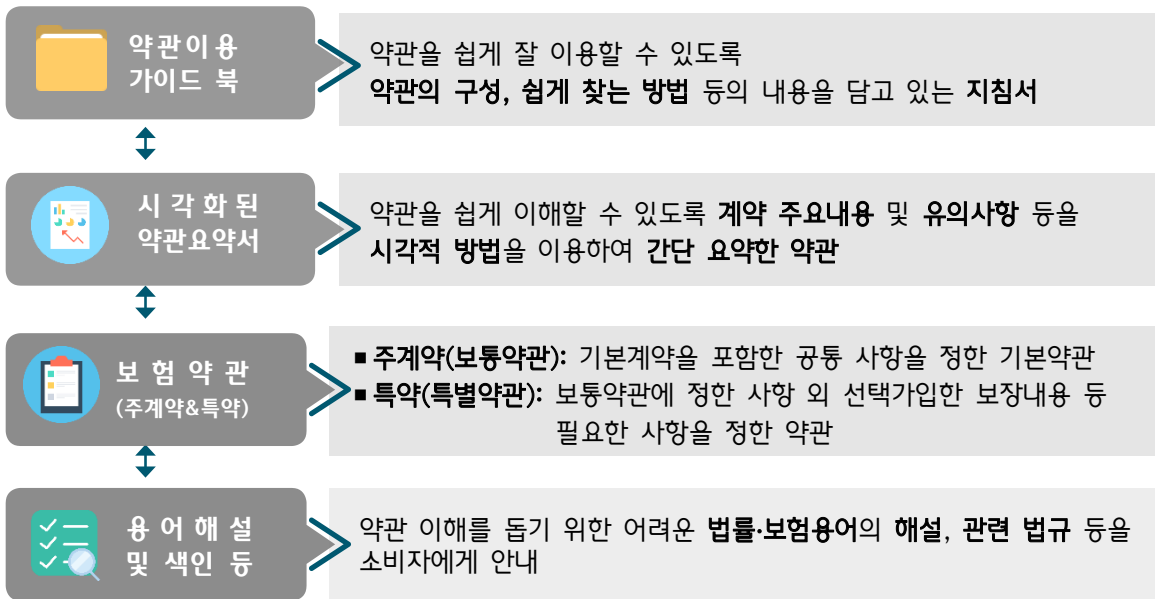 약관이용
가이드 북
약관을 쉽게 잘 이용할 수 있도록
약관의 구성, 쉽게 찾는 방법 등의 내용을 담고 있는 지침서
시각화된
약관요약서
약관을 쉽게 이해할 수 있도록 계약 주요내용 및 유의사항 등을
시각적 방법을 이용하여 간단 요약한 약관
보험약관
(주계약&특약)
▪ 주계약(보통약관): 기본계약을 포함한 공통 사항을 정한 기본약관
▪ 특약(특별약관): 보통약관에 정한 사항 외 선택가입한 보장내용 등
필요한 사항을 정한 약관
용어해설
및 색인 등
약관 이해를 돕기 위한 어려운 법률·보험용어의 해설, 관련 법규 등을
소비자에게 안내